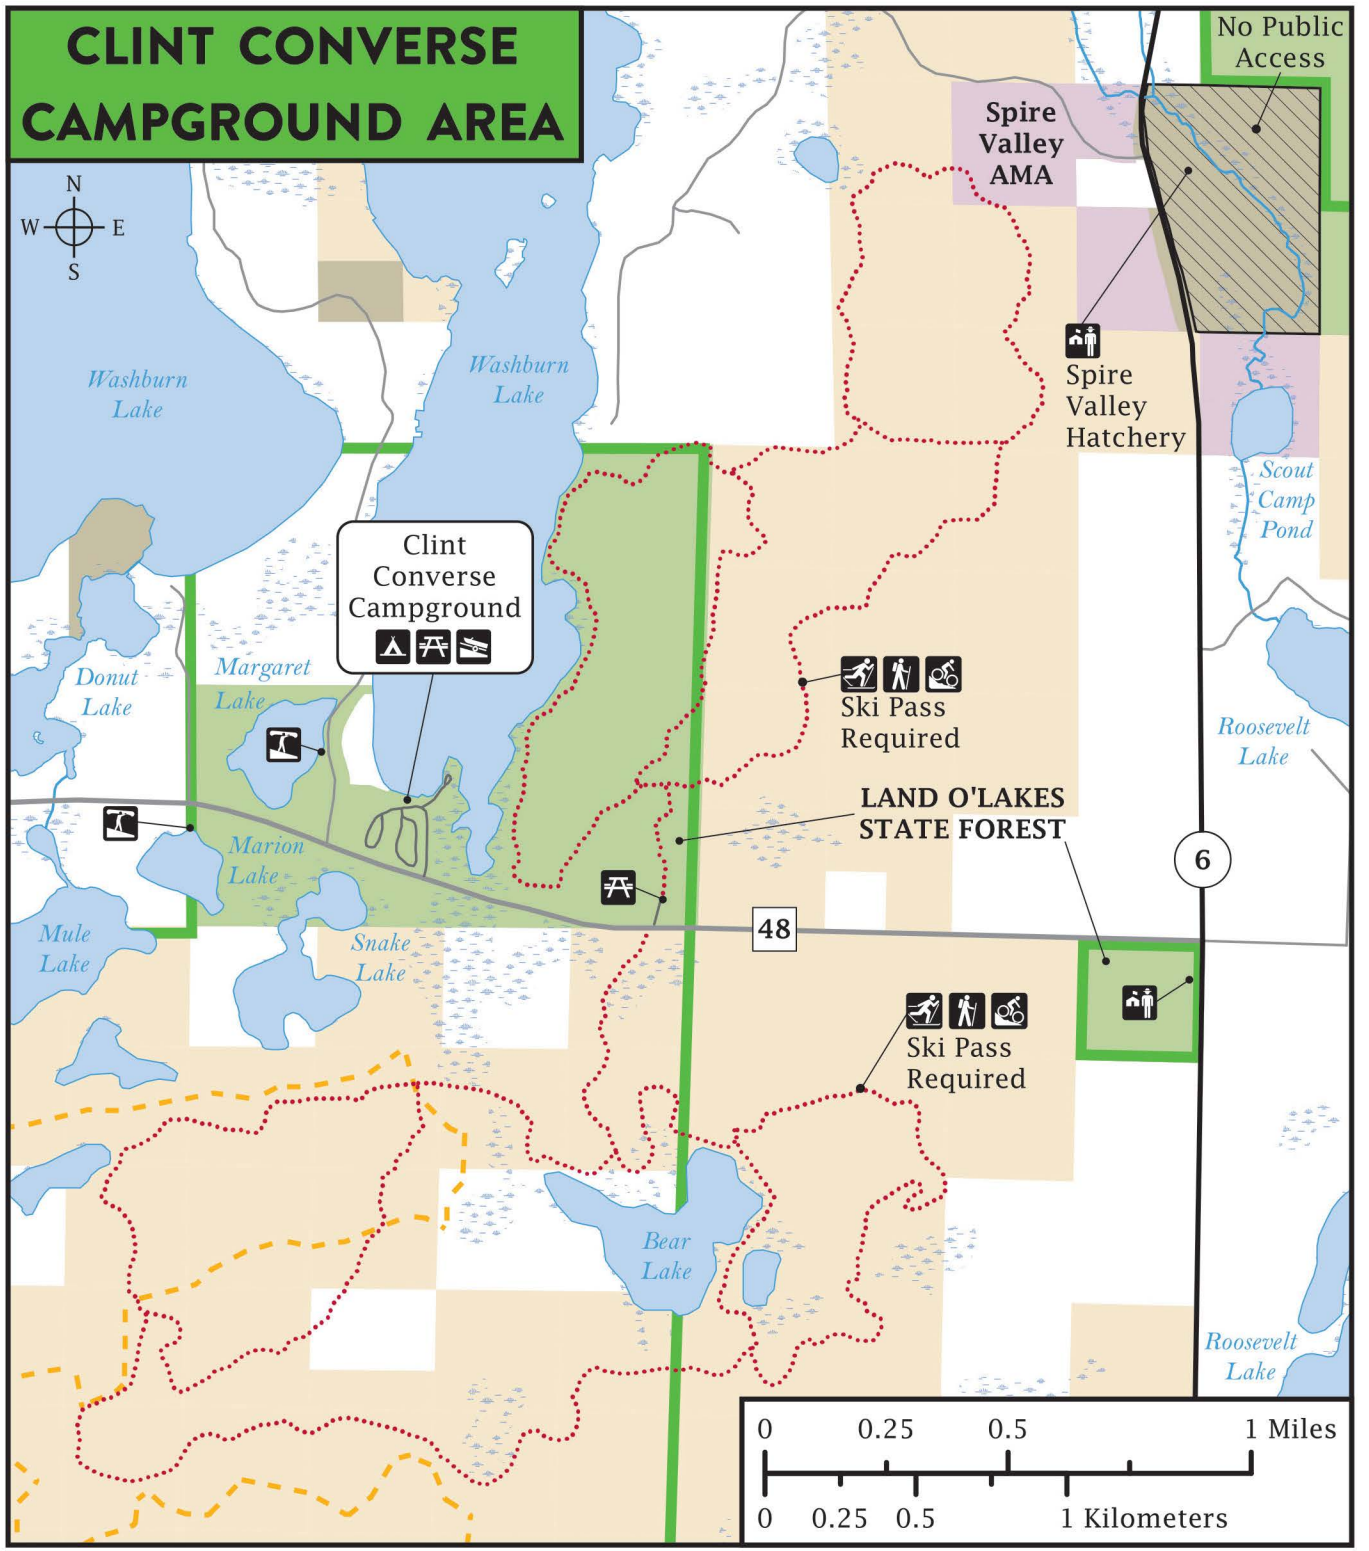 CLINT CONVERSE
CAMPGROUND AREA
No Public
Access
N
W E
S
Spire
Valley
AMA
Washburn
Lake
Washburn
Lake
Spire
Valley
Hatchery
Scout
Camp
Pond
Clint
Converse
Campground
Donut
Lake
Margaret
Lake
Ski Pass
Required
Roosevelt
Lake
LAND O'LAKES
STATE FOREST
Marion
Lake
6
Mule
Lake
Snake
Lake
48
Ski Pass
Required
Bear
Lake
Roosevelt
Lake
0 0.25 0.5 1 Miles
0 0.25 0.5 1 Kilometers